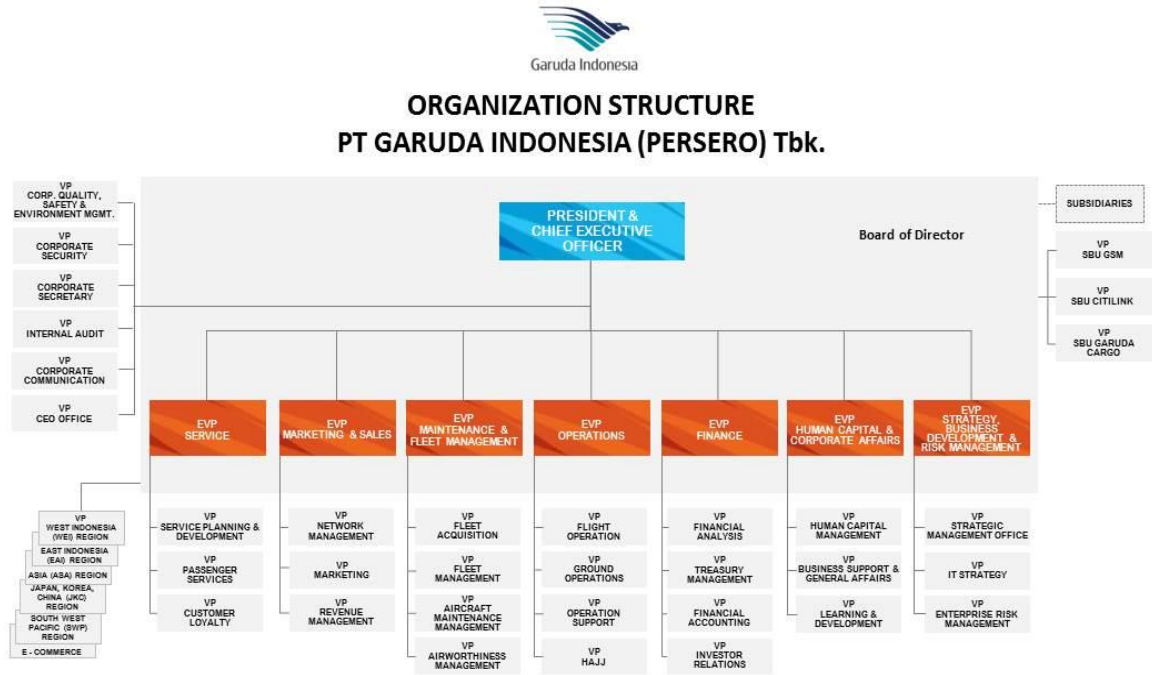 Garuda Indonesia
ORGANIZATION STRUCTURE
PT GARUDA INDONESIA (PERSERO) Tbk.
VP
CORP. QUALITY,
SAFETY &
ENVIRONMENT MGMT.
VP
CORPORATE
SECURITY
VP
CORPORATE
SECRETARY
VP
INTERNAL AUDIT
VP
CORPORATE
COMMUNICATION
VP
CEO OFFICE
PRESIDENT &
CHIEF EXECUTIVE
OFFICER
Board of Director
SUBSIDIARIES
VP
SBU GSM
VP
SBU CITILINK
VP
SBU GARUDA
CARGO
EVP
SERVICE
EVP
MARKETING & SALES
EVP
MAINTENANCE &
FLEET MANAGEMENT
EVP
OPERATIONS
EVP
FINANCE
EVP
HUMAN CAPITAL &
CORPORATE AFFAIRS
EVP
STRATEGY,
BUSINESS
DEVELOPMENT &
RISK MANAGEMENT
VP
WEST INDONESIA
(WEI) REGION
EAST INDONESIA
(EAI) REGION
ASIA (ASA) REGION
JAPAN, KOREA,
CHINA (JKC)
REGION
SOUTH WEST
PACIFIC (SWP)
REGION
E - COMMERCE
VP
SERVICE PLANNING &
DEVELOPMENT
VP
PASSENGER
SERVICES
VP
CUSTOMER
LOYALTY
VP
NETWORK
MANAGEMENT
VP
MARKETING
VP
REVENUE
MANAGEMENT
VP
FLEET
ACQUISITION
VP
FLEET
MANAGEMENT
VP
AIRCRAFT
MAINTENANCE
MANAGEMENT
VP
AIRWORTHINESS
MANAGEMENT
VP
FLIGHT
OPERATION
VP
GROUND
OPERATIONS
VP
OPERATION
SUPPORT
VP
HAJJ
VP
FINANCIAL
ANALYSIS
VP
TREASURY
MANAGEMENT
VP
FINANCIAL
ACCOUNTING
VP
INVESTOR
RELATIONS
VP
HUMAN CAPITAL
MANAGEMENT
VP
BUSINESS SUPPORT &
GENERAL AFFAIRS
VP
LEARNING &
DEVELOPMENT
VP
STRATEGIC
MANAGEMENT OFFICE
VP
IT STRATEGY
VP
ENTERPRISE RISK
MANAGEMENT